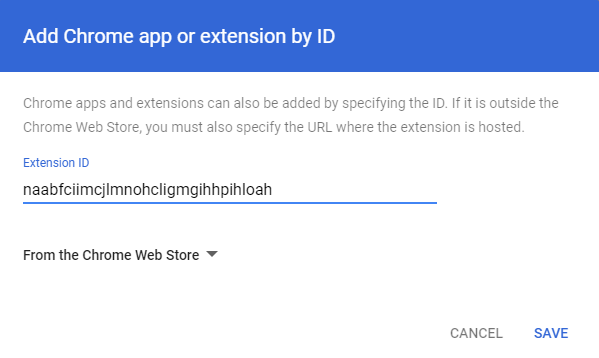 Add Chrome app or extension by ID
Chrome apps and extensions can also be added by specifying the ID. If it is outside the
Chrome Web Store, you must also specify the URL where the extension is hosted.
Extension ID
naabfciimcjlmnohcligmgihhpihloah
From the Chrome Web Store
CANCEL SAVE